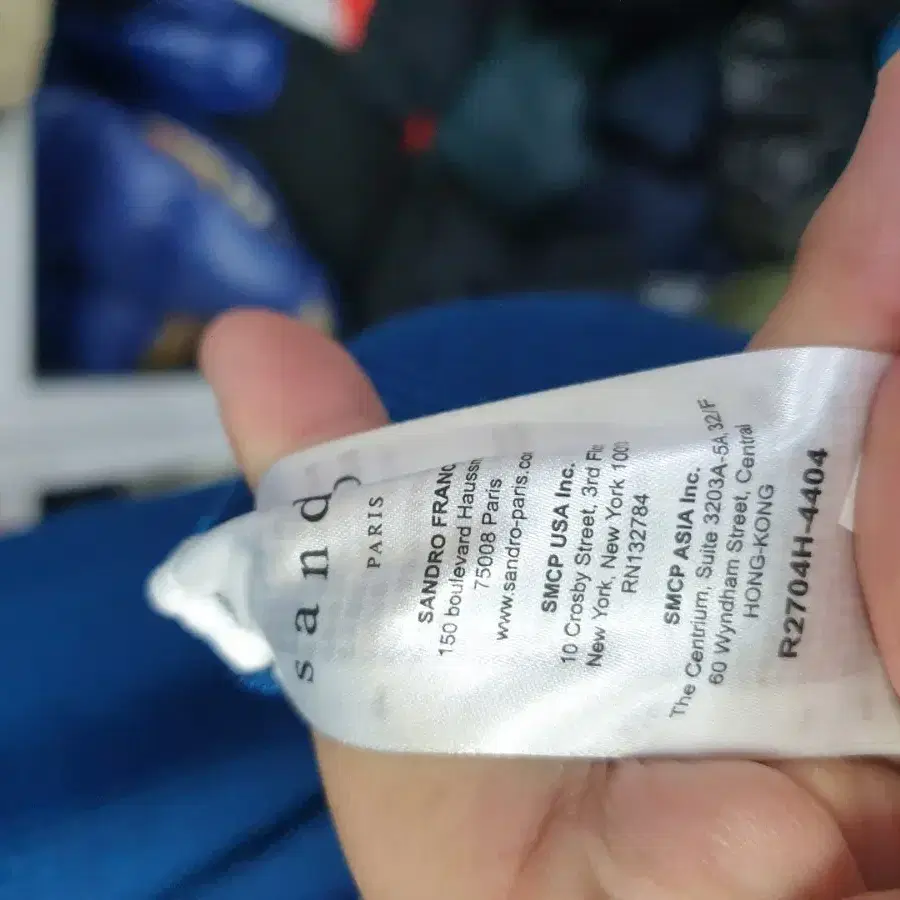 sandro
PARIS
SANDRO FRANC
150 boulevard Haussm
75008 Paris
www.sandro-paris.co
SMCP USA Inc.
10 Crosby Street, 3rd Fl
New York, New York 100
RN132784
SMCP ASIA Inc.
The Centrium, Suite 3203A-5A,32/F
60 Wyndham Street, Central
HONG-KONG
R2704H-4404